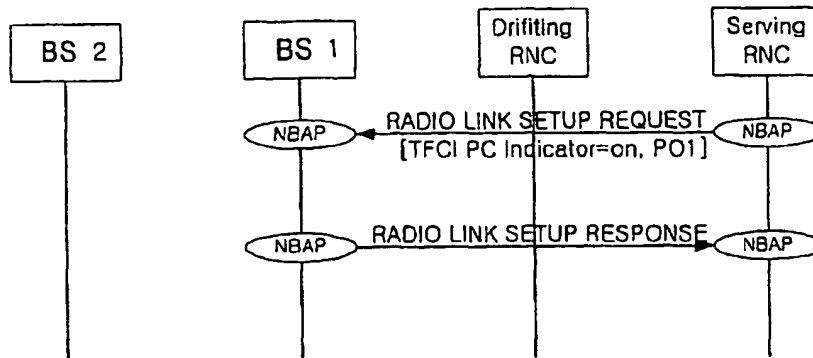 BS 2
BS 1
Drifiting
RNC
Serving
RNC
NBAP
RADIO LINK SETUP REQUEST
NBAP
[TFCI PC Indicator=on, PO1]
NBAP
RADIO LINK SETUP RESPONSE
NBAP